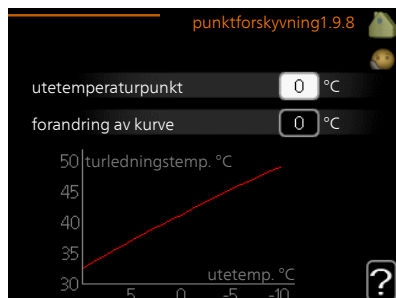 punktforskyvning1.9.8
utetemperaturpunkt 0 °C
forandring av kurve 0 °C
50 turledningstemp. °C
45
40
35
30 utetemp. °C
5 0 -5 -10
?